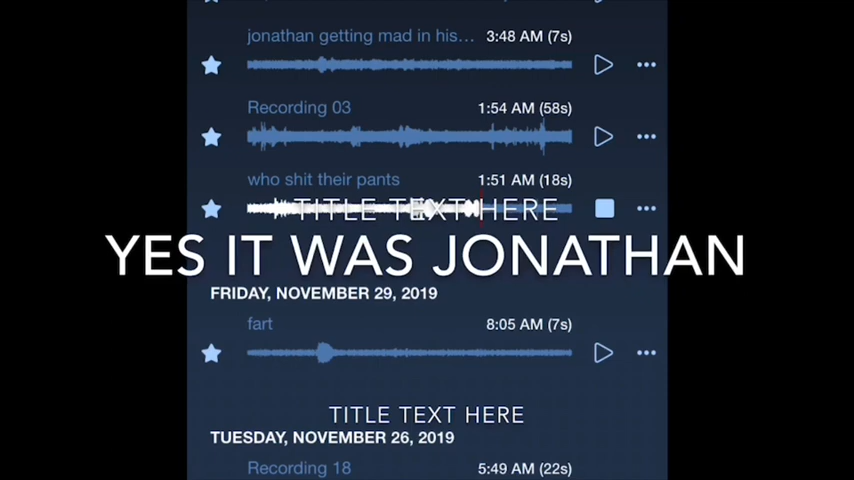 jonathan getting mad in his... 3:48 AM (7s)
Recording 03 1:54 AM (58s)
who shit their pants 1:51 AM (18s)
TITLE TEXT HERE
YES IT WAS JONATHAN
FRIDAY, NOVEMBER 29, 2019
fart 8:05 AM (7s)
TITLE TEXT HERE
TUESDAY, NOVEMBER 26, 2019
Recording 18 5:49 AM (22s)